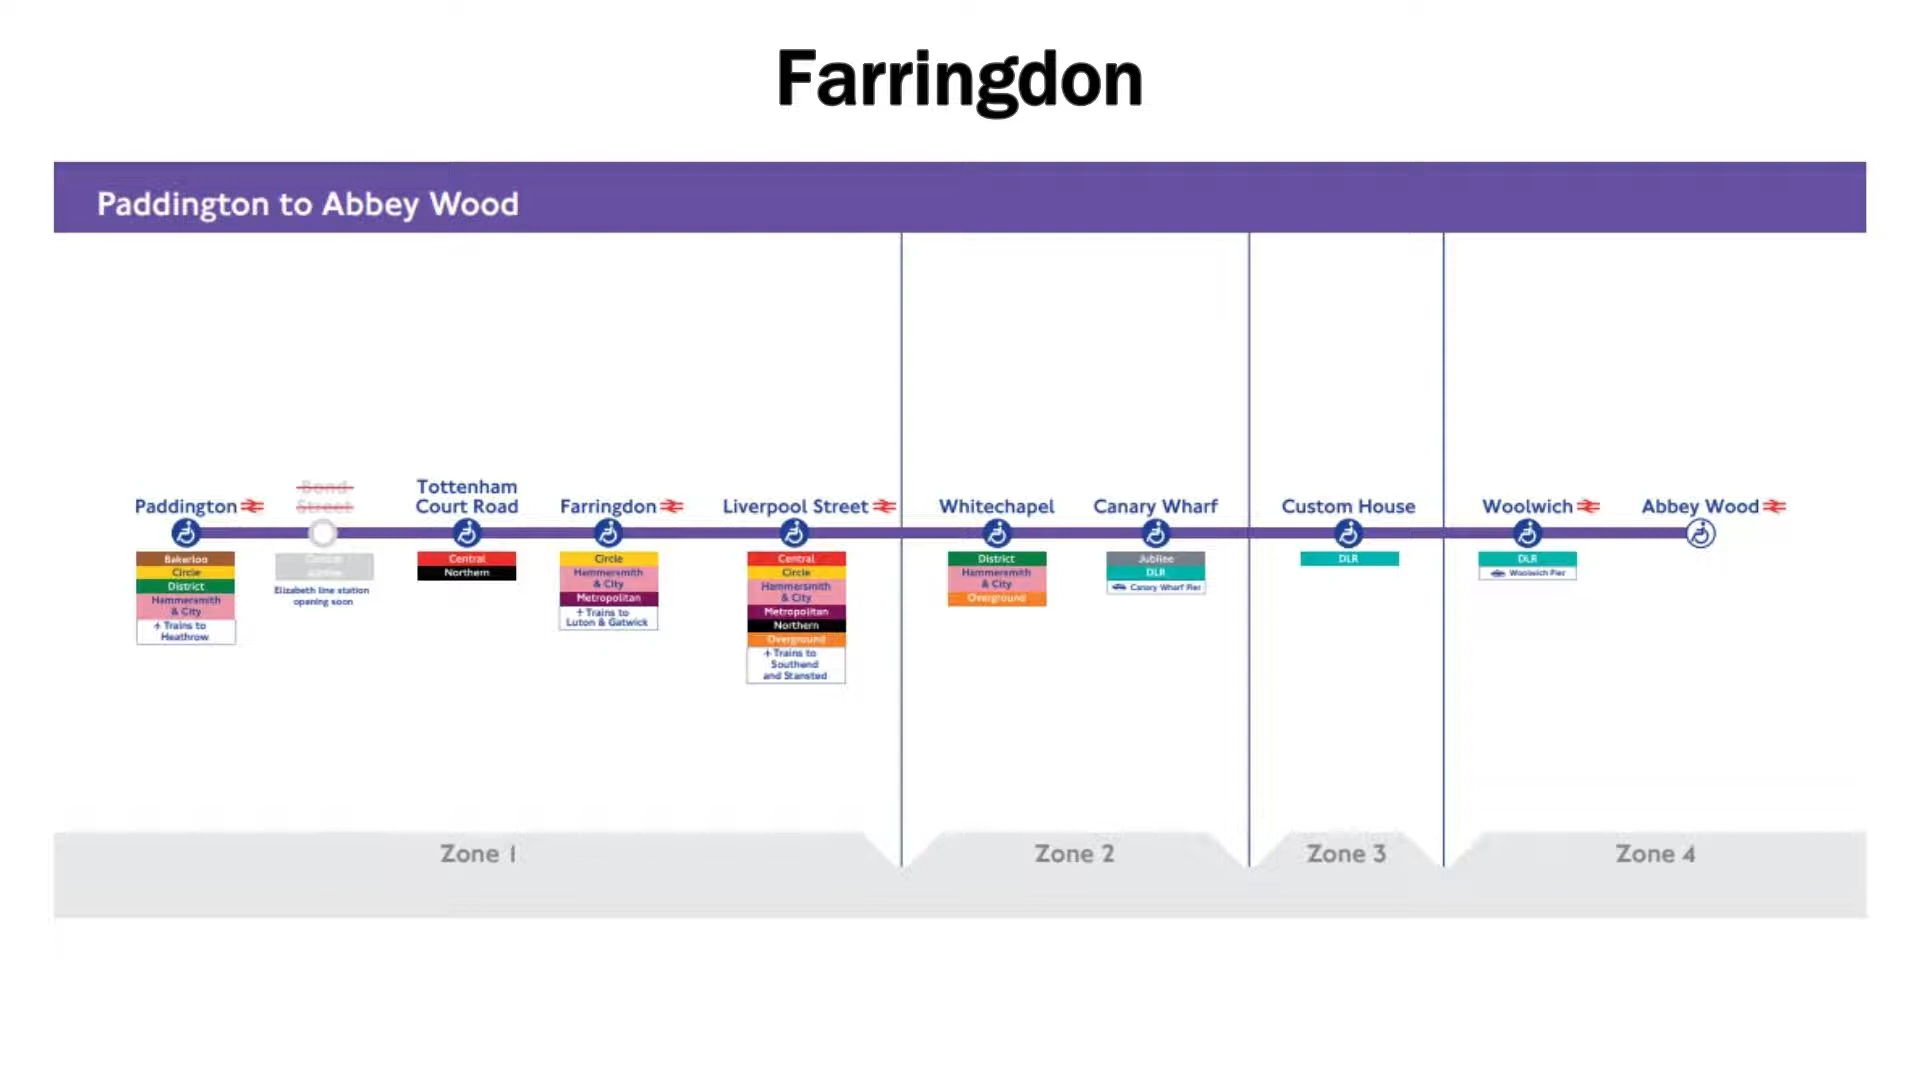 Farringdon
Paddington to Abbey Wood
Paddington
Bond
Street
Tottenham
Court Road
Farringdon
Liverpool Street
Whitechapel
Canary Wharf
Custom House
Woolwich
Abbey Wood
Bakerloo
Circle
District
Hammersmith
& City
Trains to
Heathrow
Central
Elizabeth line station
opening soon
Central
Northern
Circle
Hammersmith
& City
Metropolitan
Trains to
Luton & Gatwick
Central
Circle
Hammersmith
& City
Metropolitan
Northern
Overground
Trains to
Southend
and Stansted
District
Hammersmith
& City
Overground
Jubilee
DLR
Canary Wharf Pier
DLR
DLR
Woolwich Pier
Zone 1
Zone 2
Zone 3
Zone 4